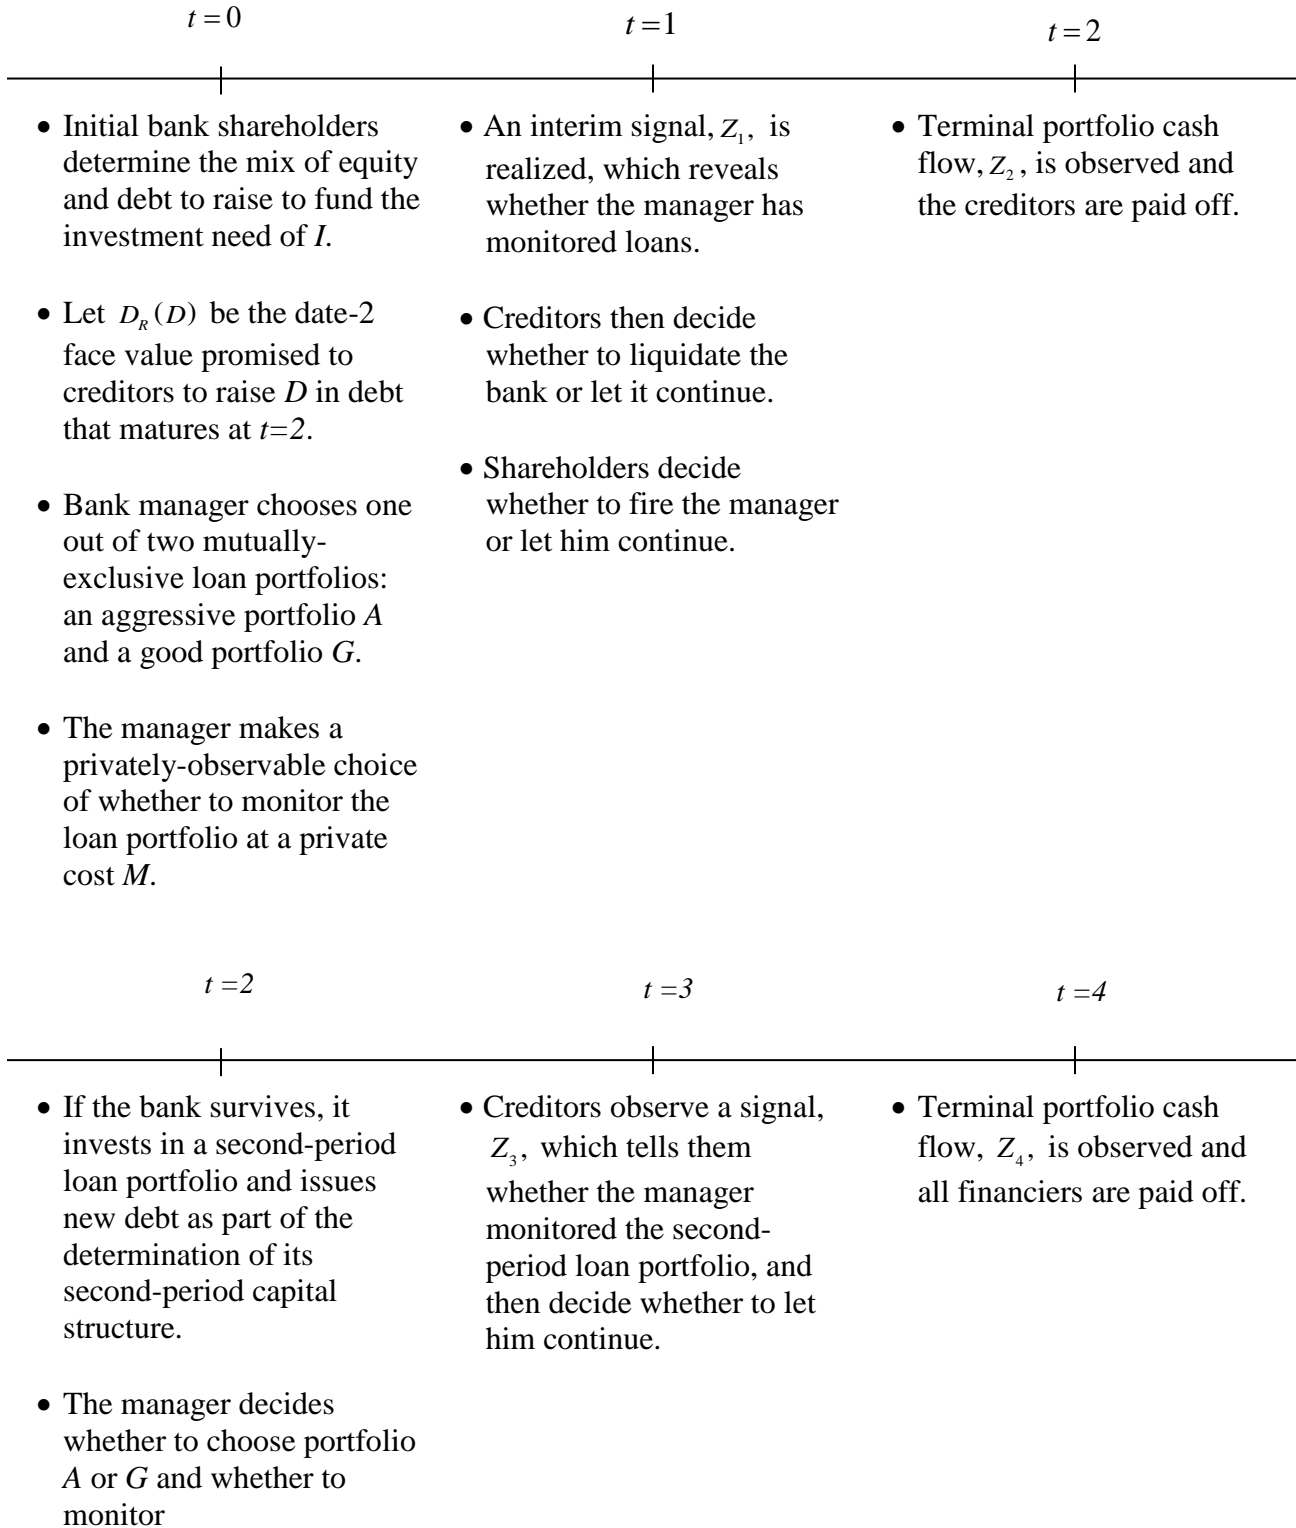 t = 0
t = 1
t = 2
• Initial bank shareholders
determine the mix of equity
and debt to raise to fund the
investment need of I.
• Let D_R(D) be the date-2
face value promised to
creditors to raise D in debt
that matures at t=2.
• Bank manager chooses one
out of two mutually-
exclusive loan portfolios:
an aggressive portfolio A
and a good portfolio G.
• The manager makes a
privately-observable choice
of whether to monitor the
loan portfolio at a private
cost M.
• An interim signal, Z_1, is
realized, which reveals
whether the manager has
monitored loans.
• Creditors then decide
whether to liquidate the
bank or let it continue.
• Shareholders decide
whether to fire the manager
or let him continue.
• Terminal portfolio cash
flow, Z_2, is observed and
the creditors are paid off.
t =2
t =3
t =4
• If the bank survives, it
invests in a second-period
loan portfolio and issues
new debt as part of the
determination of its
second-period capital
structure.
• The manager decides
whether to choose portfolio
A or G and whether to
monitor
• Creditors observe a signal,
Z_3, which tells them
whether the manager
monitored the second-
period loan portfolio, and
then decide whether to let
him continue.
• Terminal portfolio cash
flow, Z_4, is observed and
all financiers are paid off.